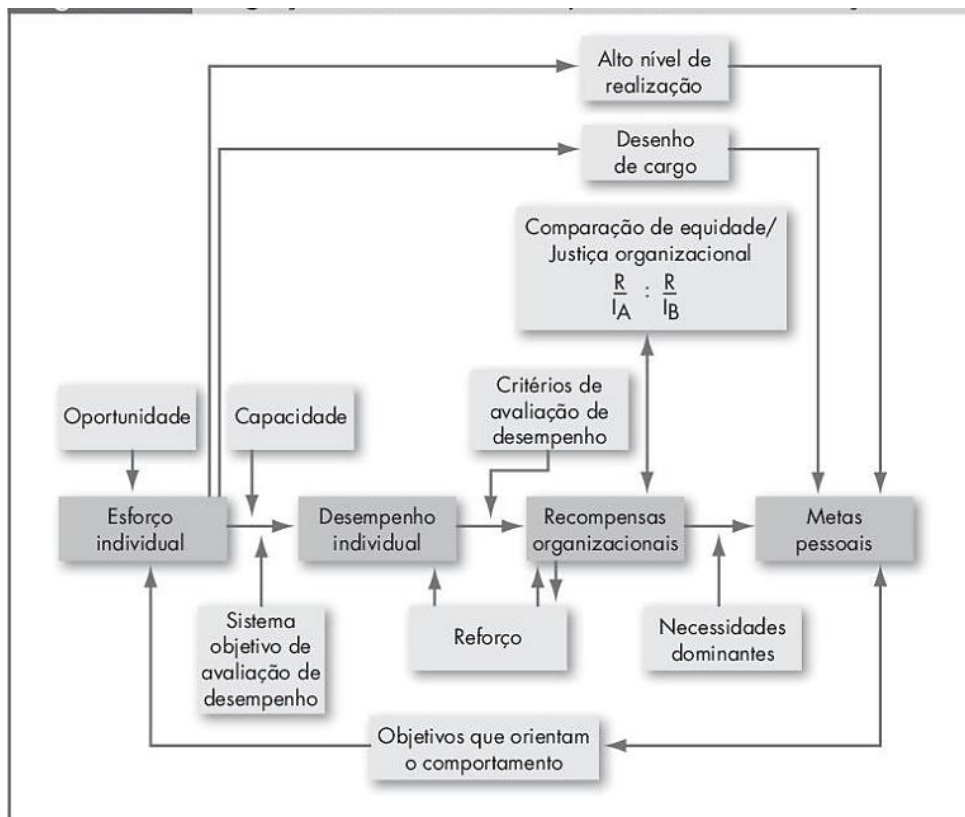 Alto nível de
realização
Desenho
de cargo
Comparação de equidade/
Justiça organizacional
R : R
I_A I_B
Critérios de
avaliação de
desempenho
Oportunidade
Capacidade
Esforço
individual
Desempenho
individual
Recompensas
organizacionais
Metas
pessoais
Sistema
objetivo de
avaliação de
desempenho
Reforço
Necessidades
dominantes
Objetivos que orientam
o comportamento